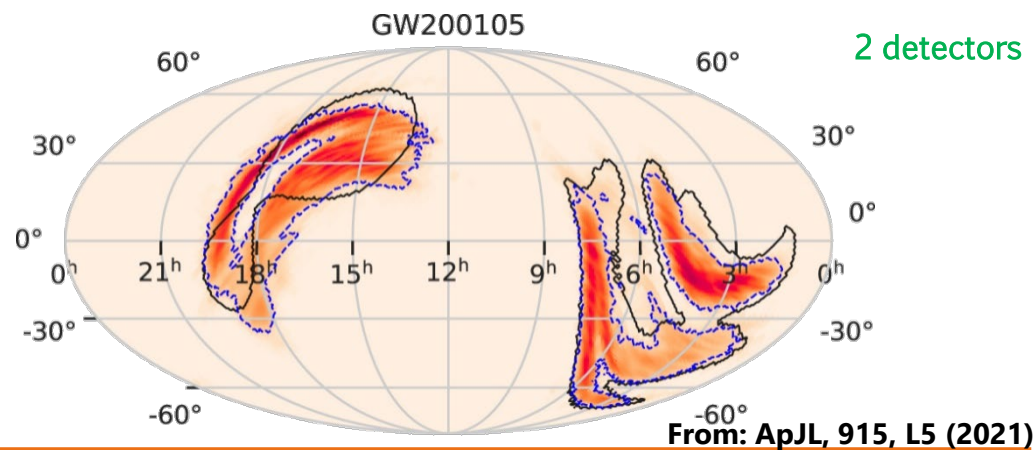 GW200105
2 detectors
60° 60°
30° 30°
0° 0°
0h 21h 18h 15h 12h 9h 6h 3h 0h
-30° -30°
-60° -60°
From: ApJL, 915, L5 (2021)